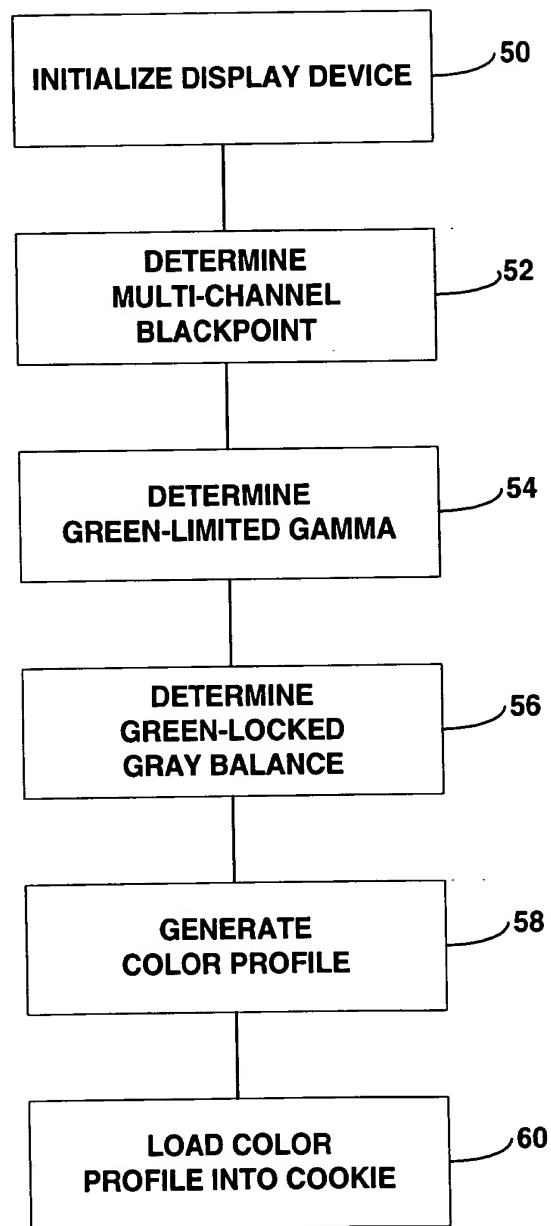 INITIALIZE DISPLAY DEVICE
50
DETERMINE
MULTI-CHANNEL
BLACKPOINT
52
DETERMINE
GREEN-LIMITED GAMMA
54
DETERMINE
GREEN-LOCKED
GRAY BALANCE
56
GENERATE
COLOR PROFILE
58
LOAD COLOR
PROFILE INTO COOKIE
60